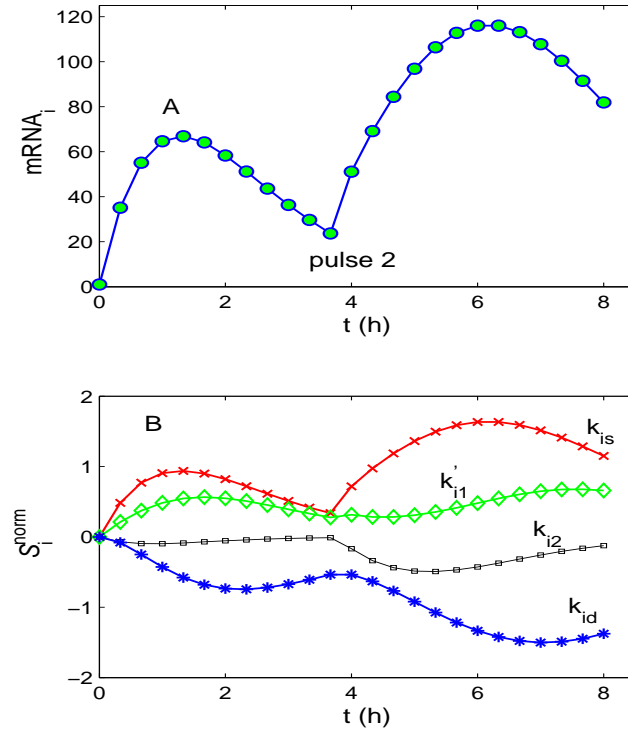 120
100
80
60
40
20
0
mRNA_i
A
pulse 2
0 2 4 6 8
t (h)
2
1
0
−1
−2
S_i^norm
B
k_is
k_i1'
k_i2
k_id
0 2 4 6 8
t (h)